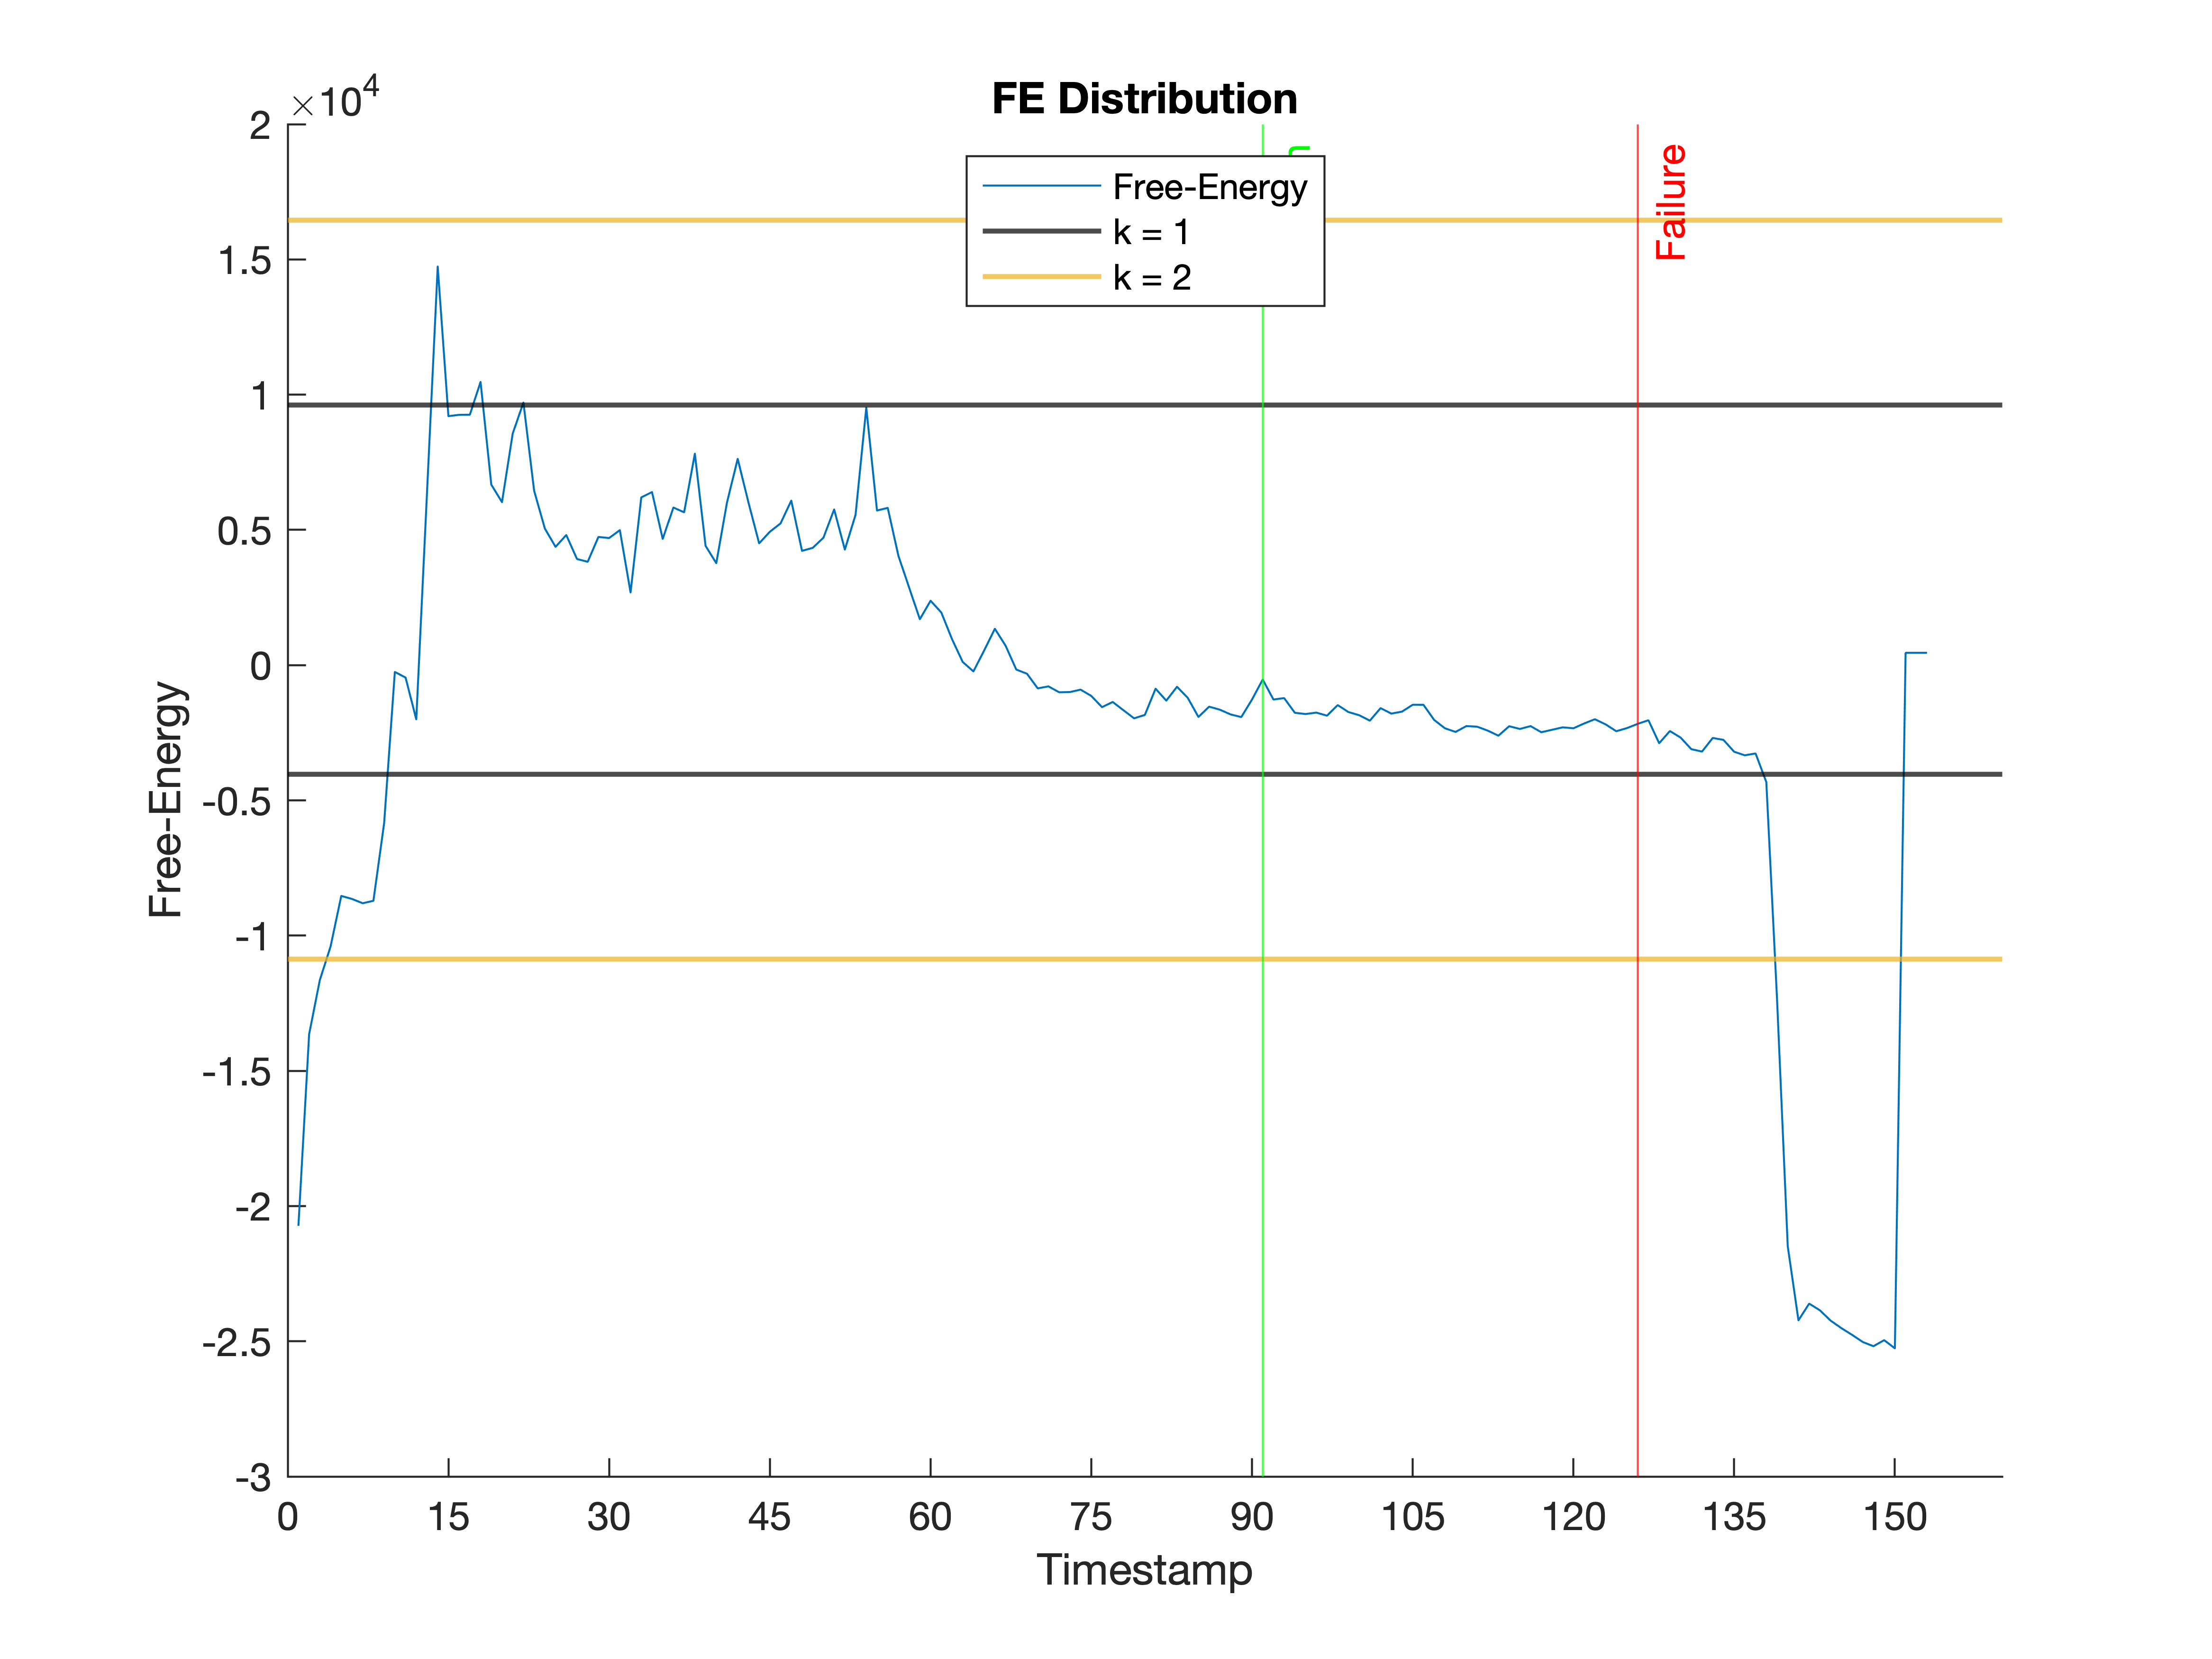 FE Distribution
×10^4
2
1.5
1
0.5
0
-0.5
-1
-1.5
-2
-2.5
-3
Free-Energy
Free-Energy
k = 1
k = 2
Failure
0 15 30 45 60 75 90 105 120 135 150
Timestamp